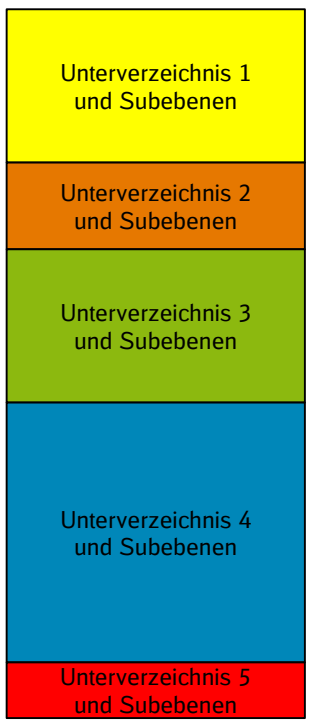 Unterverzeichnis 1
und Subebenen
Unterverzeichnis 2
und Subebenen
Unterverzeichnis 3
und Subebenen
Unterverzeichnis 4
und Subebenen
Unterverzeichnis 5
und Subebenen